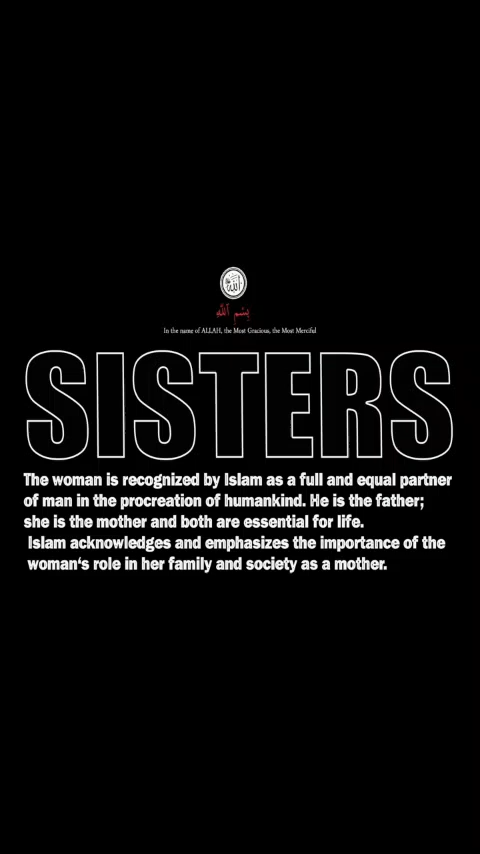 الله
بسم الله
In the name of ALLAH, the Most Gracious, the Most Merciful
SISTERS
The woman is recognized by Islam as a full and equal partner
of man in the procreation of humankind. He is the father;
she is the mother and both are essential for life.
Islam acknowledges and emphasizes the importance of the
woman‘s role in her family and society as a mother.